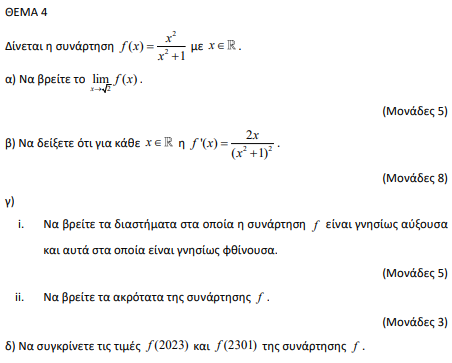 ΘΕΜΑ 4
Δίνεται η συνάρτηση f(x) = x²/(x²+1) με x∈ℝ.
α) Να βρείτε το lim_{x→√2} f(x).
(Μονάδες 5)
β) Να δείξετε ότι για κάθε x∈ℝ η f'(x) = 2x/(x²+1)².
(Μονάδες 8)
γ)
i. Να βρείτε τα διαστήματα στα οποία η συνάρτηση f είναι γνησίως αύξουσα
και αυτά στα οποία είναι γνησίως φθίνουσα.
(Μονάδες 5)
ii. Να βρείτε τα ακρότατα της συνάρτησης f.
(Μονάδες 3)
δ) Να συγκρίνετε τις τιμές f(2023) και f(2301) της συνάρτησης f.